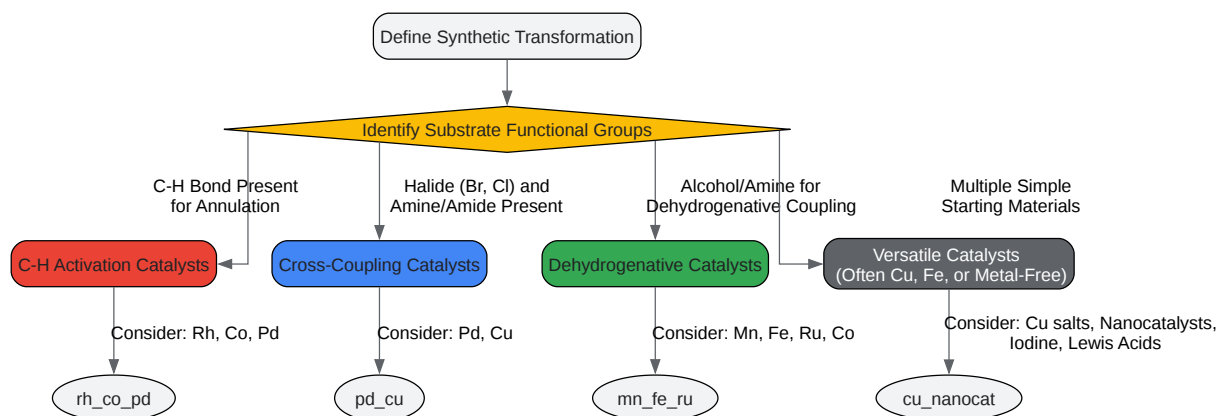 Define Synthetic Transformation
Identify Substrate Functional Groups
C-H Bond Present
for Annulation
Halide (Br, Cl) and
Amine/Amide Present
Alcohol/Amine for
Dehydrogenative Coupling
Multiple Simple
Starting Materials
C-H Activation Catalysts
Cross-Coupling Catalysts
Dehydrogenative Catalysts
Versatile Catalysts
(Often Cu, Fe, or Metal-Free)
Consider: Rh, Co, Pd
Consider: Pd, Cu
Consider: Mn, Fe, Ru, Co
Consider: Cu salts, Nanocatalysts,
Iodine, Lewis Acids
rh_co_pd
pd_cu
mn_fe_ru
cu_nanocat